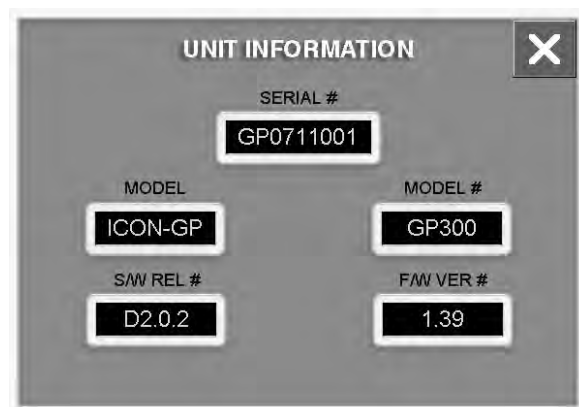 UNIT INFORMATION
SERIAL #
GP0711001
MODEL MODEL #
ICON-GP GP300
S/W REL # F/W VER #
D2.0.2 1.39